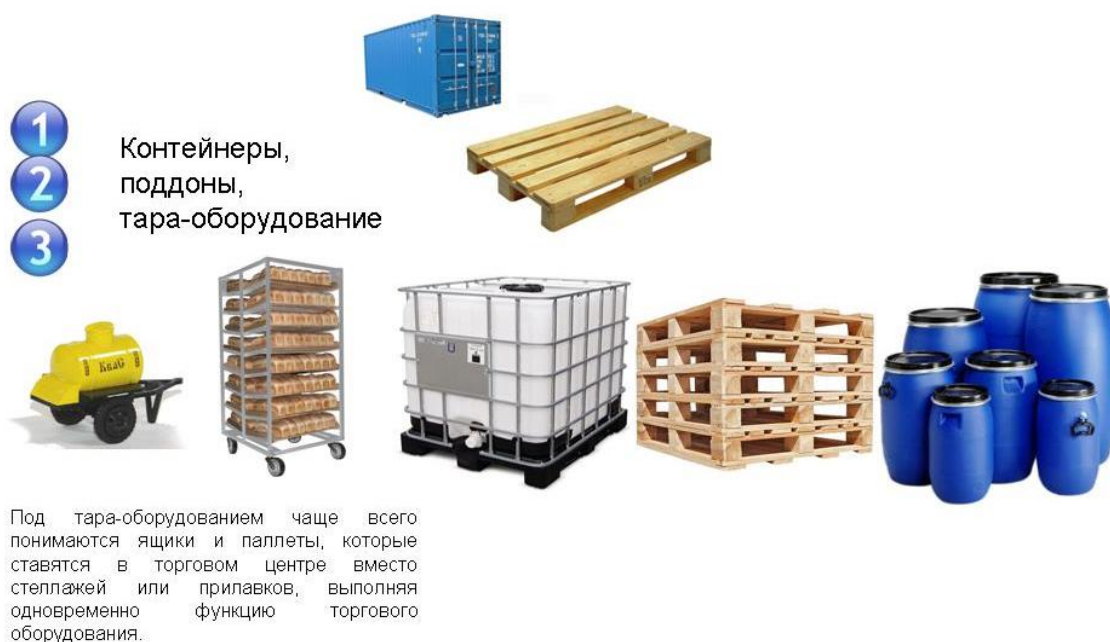 1
2
3
Контейнеры,
поддоны,
тара-оборудование
КВАС
Под тара-оборудованием чаще всего
понимаются ящики и паллеты, которые
ставятся в торговом центре вместо
стеллажей или прилавков, выполняя
одновременно функцию торгового
оборудования.